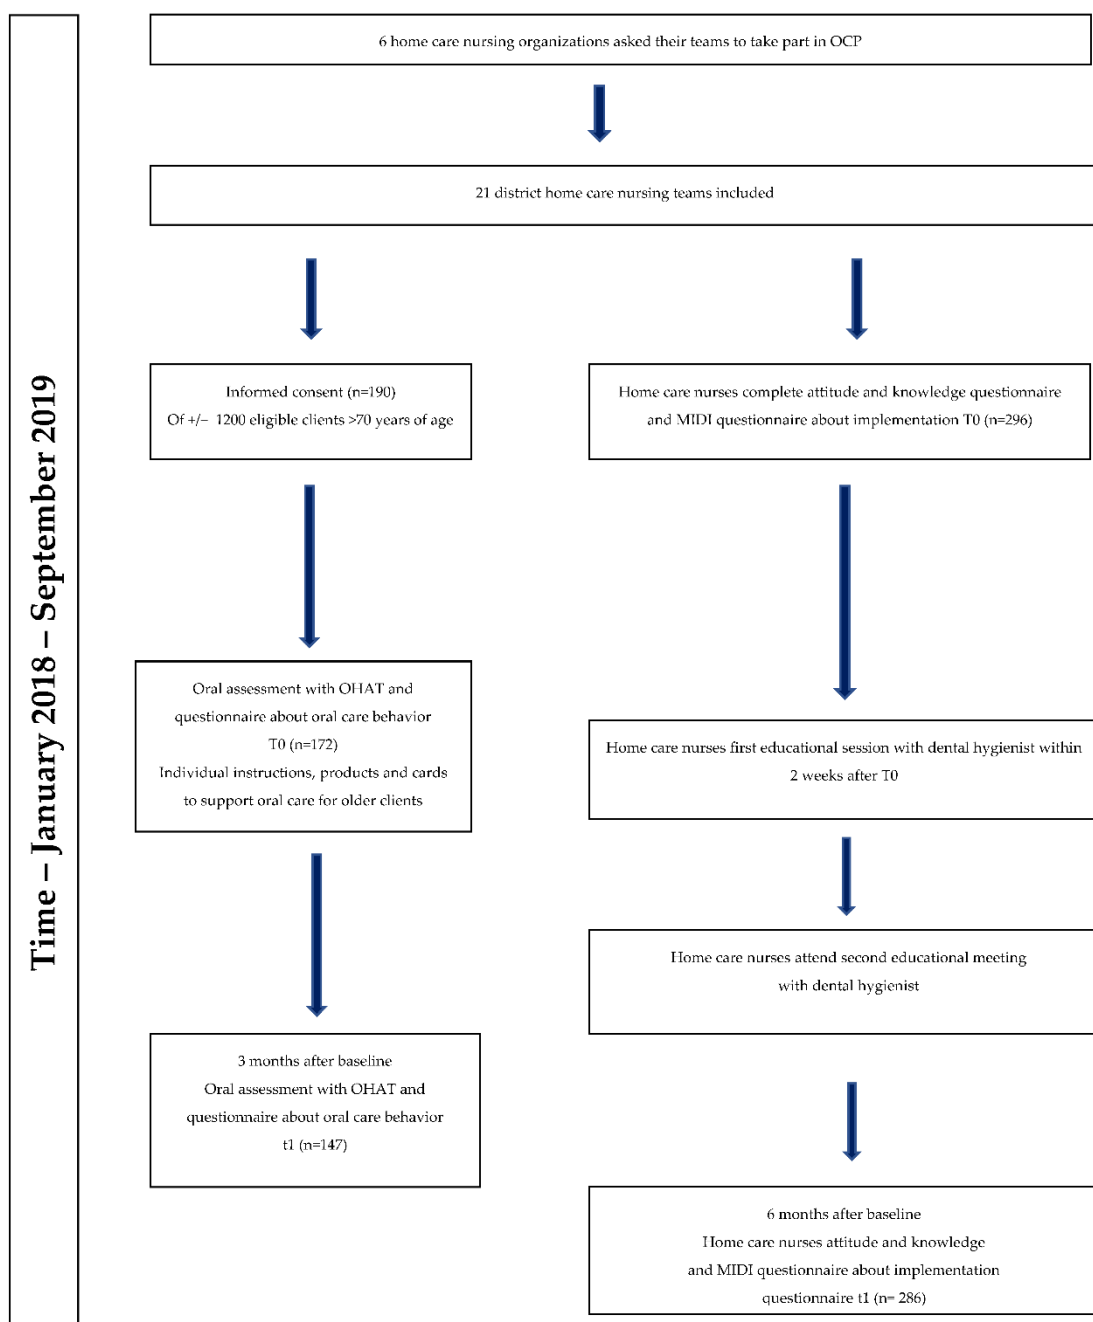 Time – January 2018 – September 2019
6 home care nursing organizations asked their teams to take part in OCP
21 district home care nursing teams included
Informed consent (n=190)
Of +/– 1200 eligible clients >70 years of age
Home care nurses complete attitude and knowledge questionnaire
and MIDI questionnaire about implementation T0 (n=296)
Oral assessment with OHAT and
questionnaire about oral care behavior
T0 (n=172)
Individual instructions, products and cards
to support oral care for older clients
Home care nurses first educational session with dental hygienist within
2 weeks after T0
Home care nurses attend second educational meeting
with dental hygienist
3 months after baseline
Oral assessment with OHAT and
questionnaire about oral care behavior
t1 (n=147)
6 months after baseline
Home care nurses attitude and knowledge
and MIDI questionnaire about implementation
questionnaire t1 (n= 286)